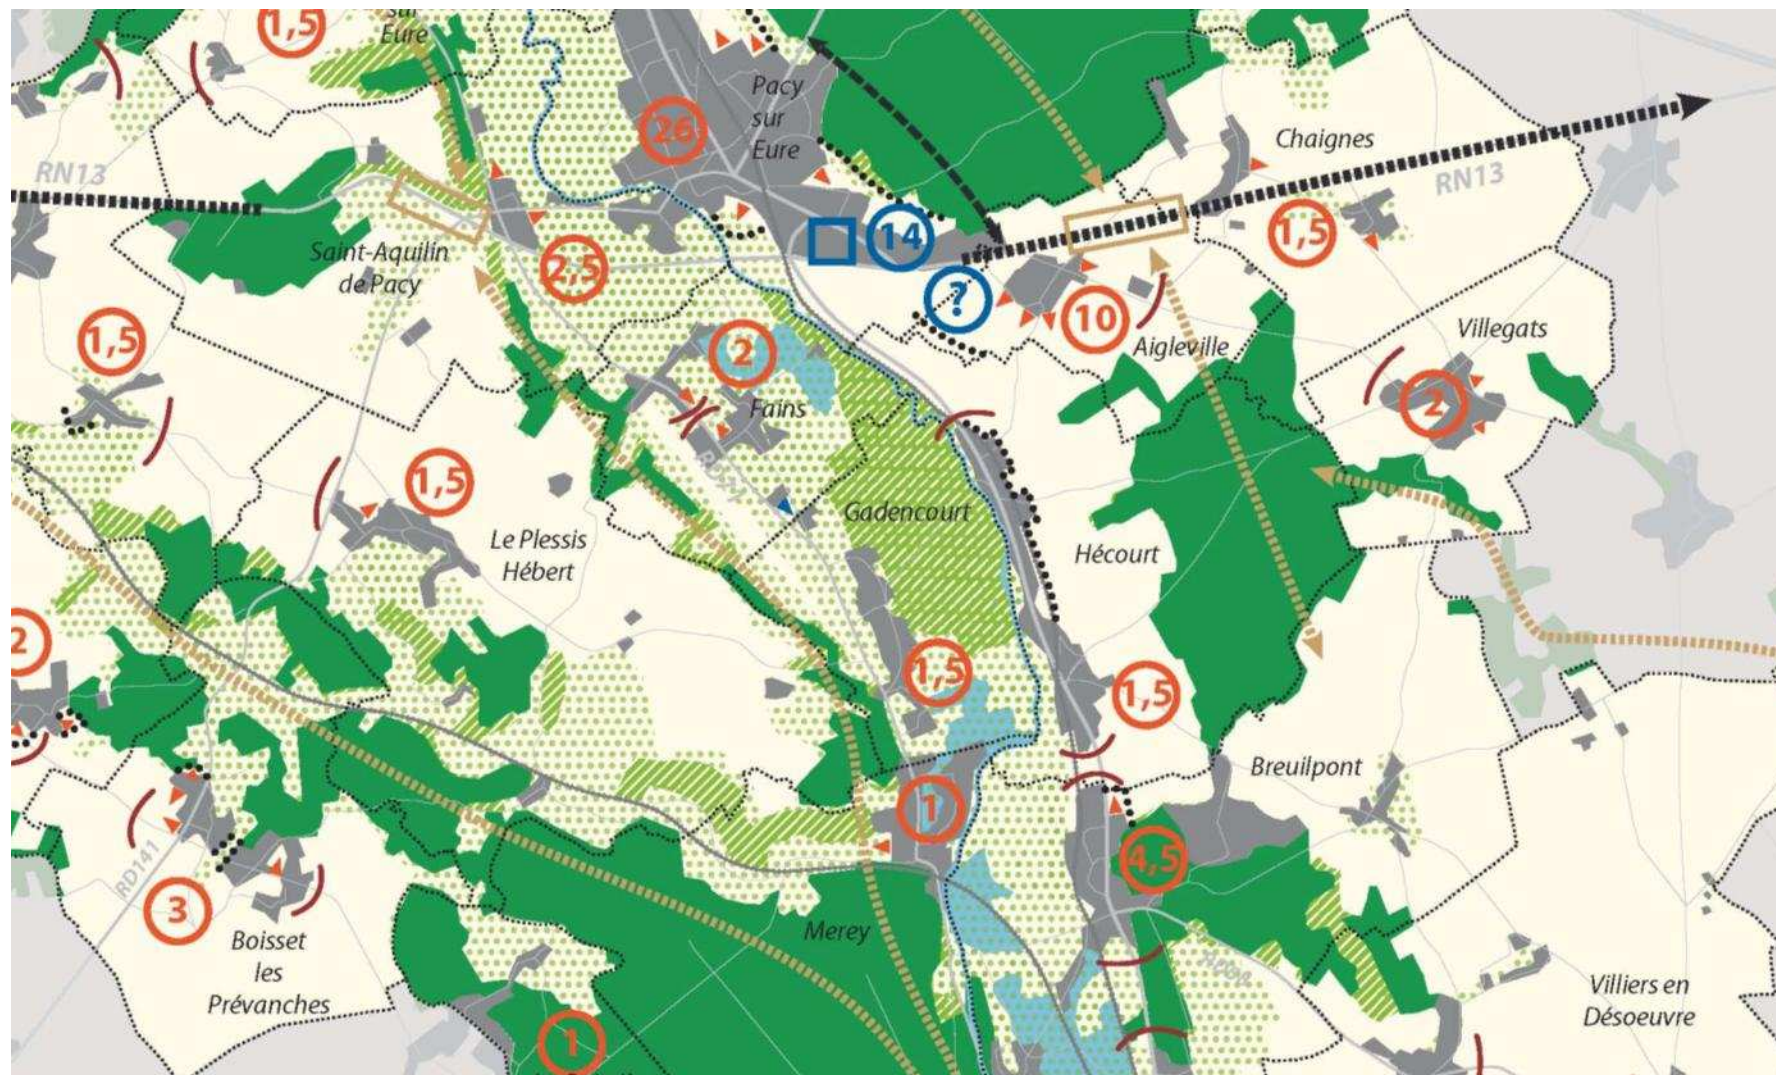 1,5
sur
Eure
Pacy
sur
Eure
26
Chaignes
RN13
RN13
14
1,5
Saint-Aquilin
de Pacy
2,5
?
10
1,5
2
Aigleville
Villegats
2
Fains
1,5
Gadencourt
Le Plessis
Hébert
Hécourt
2
1,5
1,5
Breuilpont
1
4,5
RD141
3
Merey
Boisset
les
Prévanches
Villiers en
Désoeuvre
1